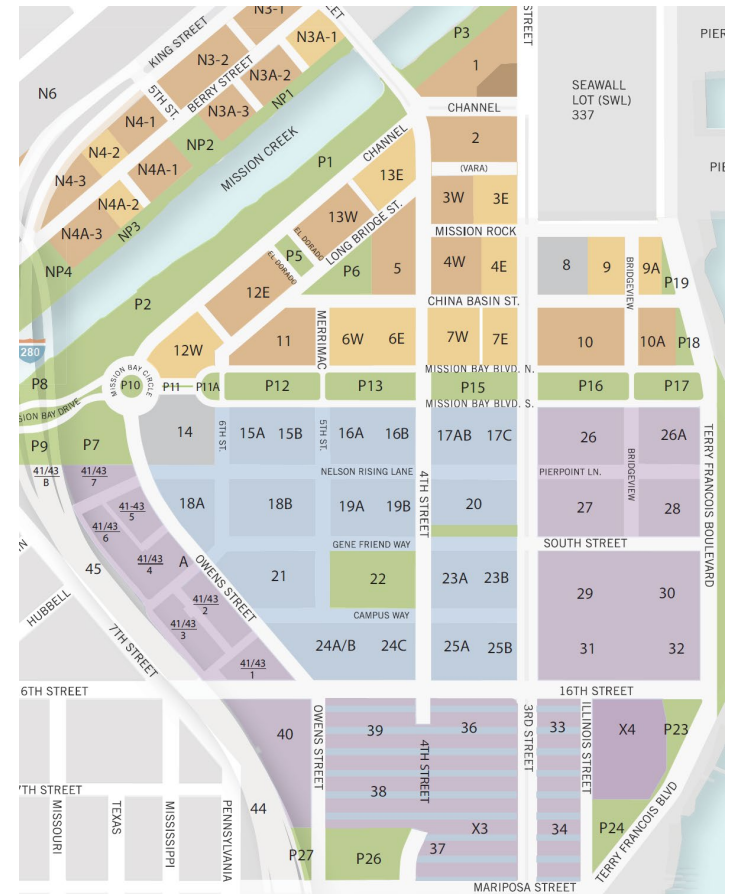 N3-1
STREET
KING STREET
N3-2
N3A-1
P3
STREET
PIER
5TH ST.
BERRY STREET
N3A-2
1
SEAWALL
LOT (SWL)
337
N6
NP1
N4-1
N3A-3
CHANNEL
N4-2
NP2
MISSION CREEK
CHANNEL
2
N4-3
N4A-1
P1
(VARA)
PIE
N4A-2
13E
3W
3E
N4A-3
NP3
13W
LONG BRIDGE ST.
MISSION ROCK
NP4
EL DORADO
P5
EL DORADO
P6
5
4W
4E
8
9
BRIDGEVIEW
9A
P19
P2
12E
CHINA BASIN ST.
280
12W
11
MERRIMAC
6W
6E
7W
7E
10
10A
P18
MISSION BAY BLVD. N.
P8
MISSION BAY CIRCLE
P10
P11
P11A
P12
P13
P15
P16
P17
MISSION BAY BLVD. S.
SION BAY DRIVE
P9
P7
14
6TH ST.
15A
15B
5TH ST.
16A
16B
17AB
17C
26
26A
41/43
B
41/43
7
NELSON RISING LANE
4TH STREET
PIERPOINT LN.
BRIDGEVIEW
TERRY FRANCOIS BOULEVARD
18A
18B
19A
19B
20
27
28
41-43
5
41/43
6
GENE FRIEND WAY
SOUTH STREET
45
41/43
4
A
OWENS STREET
21
22
23A
23B
29
30
41/43
2
HUBBELL
41/43
3
CAMPUS WAY
7TH STREET
41/43
1
24A/B
24C
25A
25B
31
32
6TH STREET
16TH STREET
40
OWENS STREET
39
4TH STREET
36
3RD STREET
33
ILLINOIS STREET
X4
P23
7TH STREET
38
44
MISSOURI
TEXAS
MISSISSIPPI
PENNSYLVANIA
X3
34
P24
TERRY FRANCOIS BLVD
P27
P26
37
MARIPOSA STREET